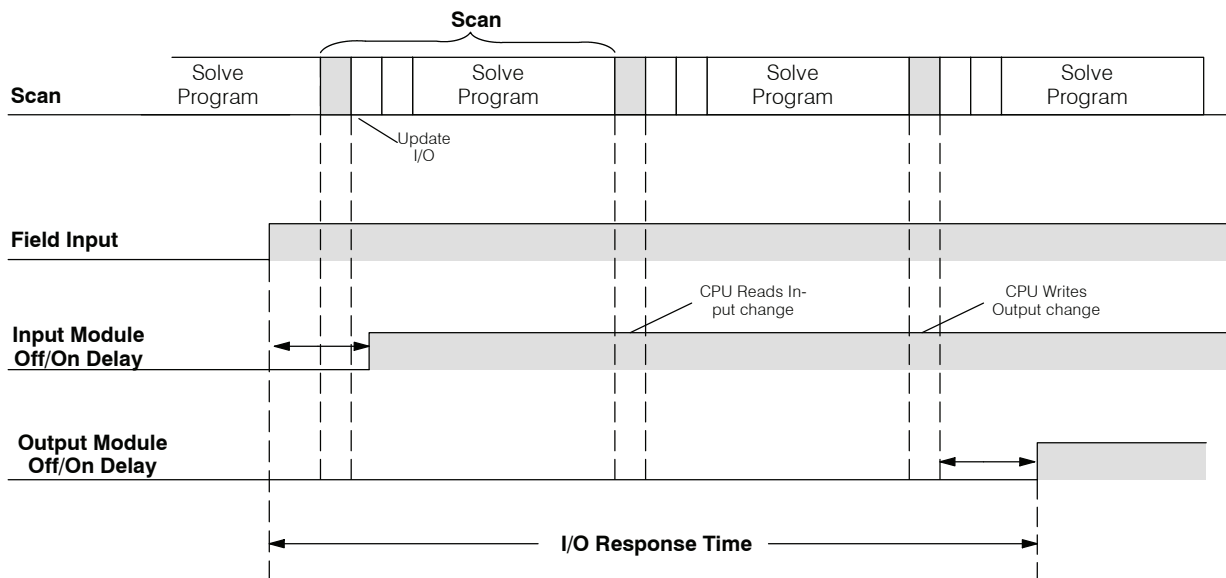 Scan
Scan
Solve
Program
Solve
Program
Solve
Program
Solve
Program
Update
I/O
Field Input
CPU Reads In-
put change
CPU Writes
Output change
Input Module
Off/On Delay
Output Module
Off/On Delay
I/O Response Time